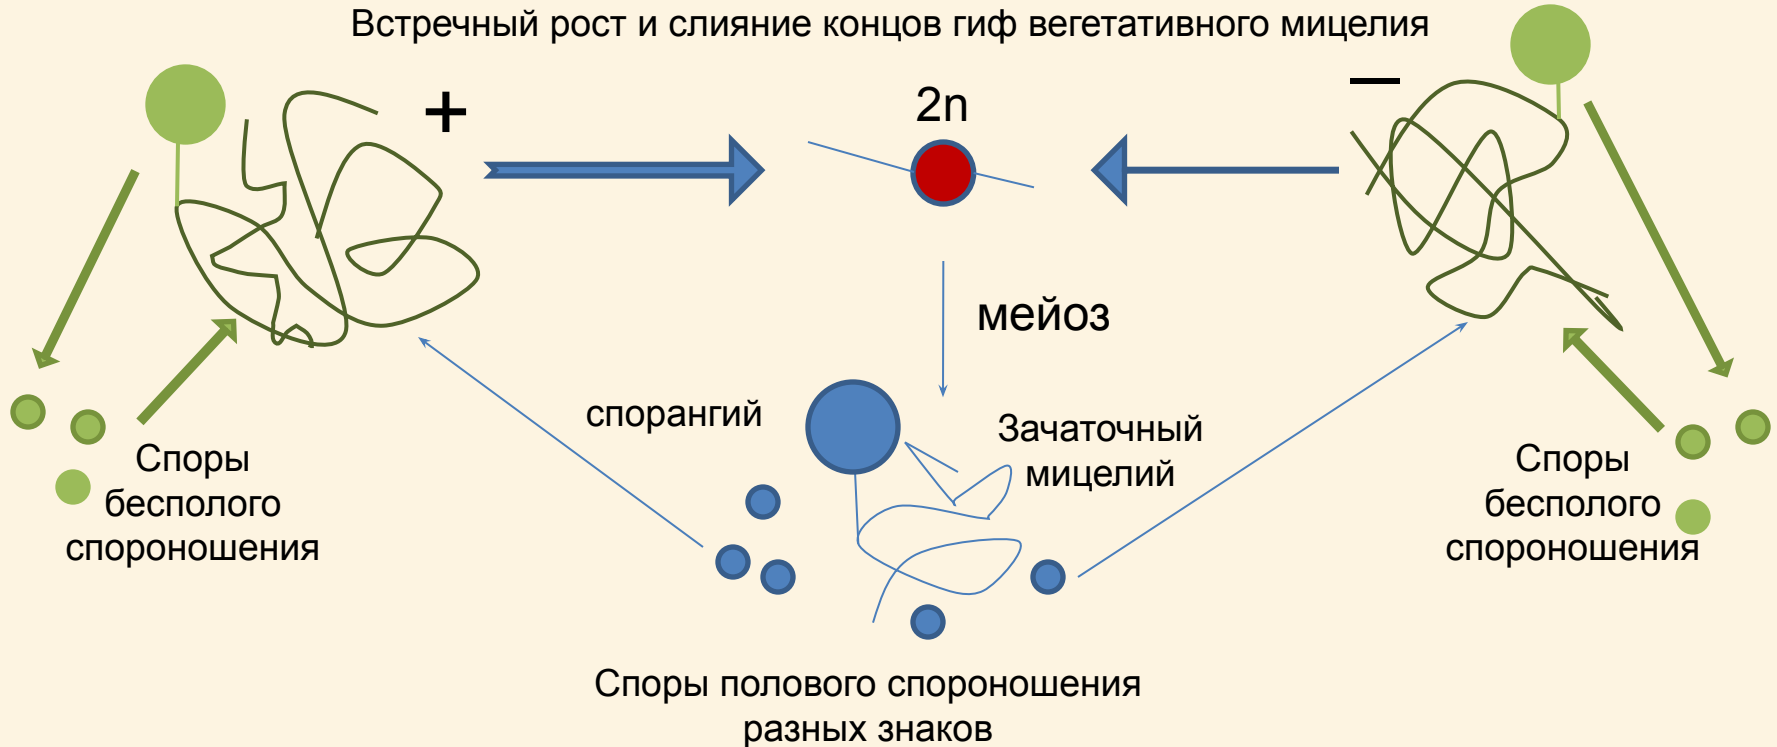 Встречный рост и слияние концов гиф вегетативного мицелия
+
2n
–
мейоз
спорангий
Зачаточный
мицелий
Споры
бесполого
спороношения
Споры
бесполого
спороношения
Споры полового спороношения
разных знаков